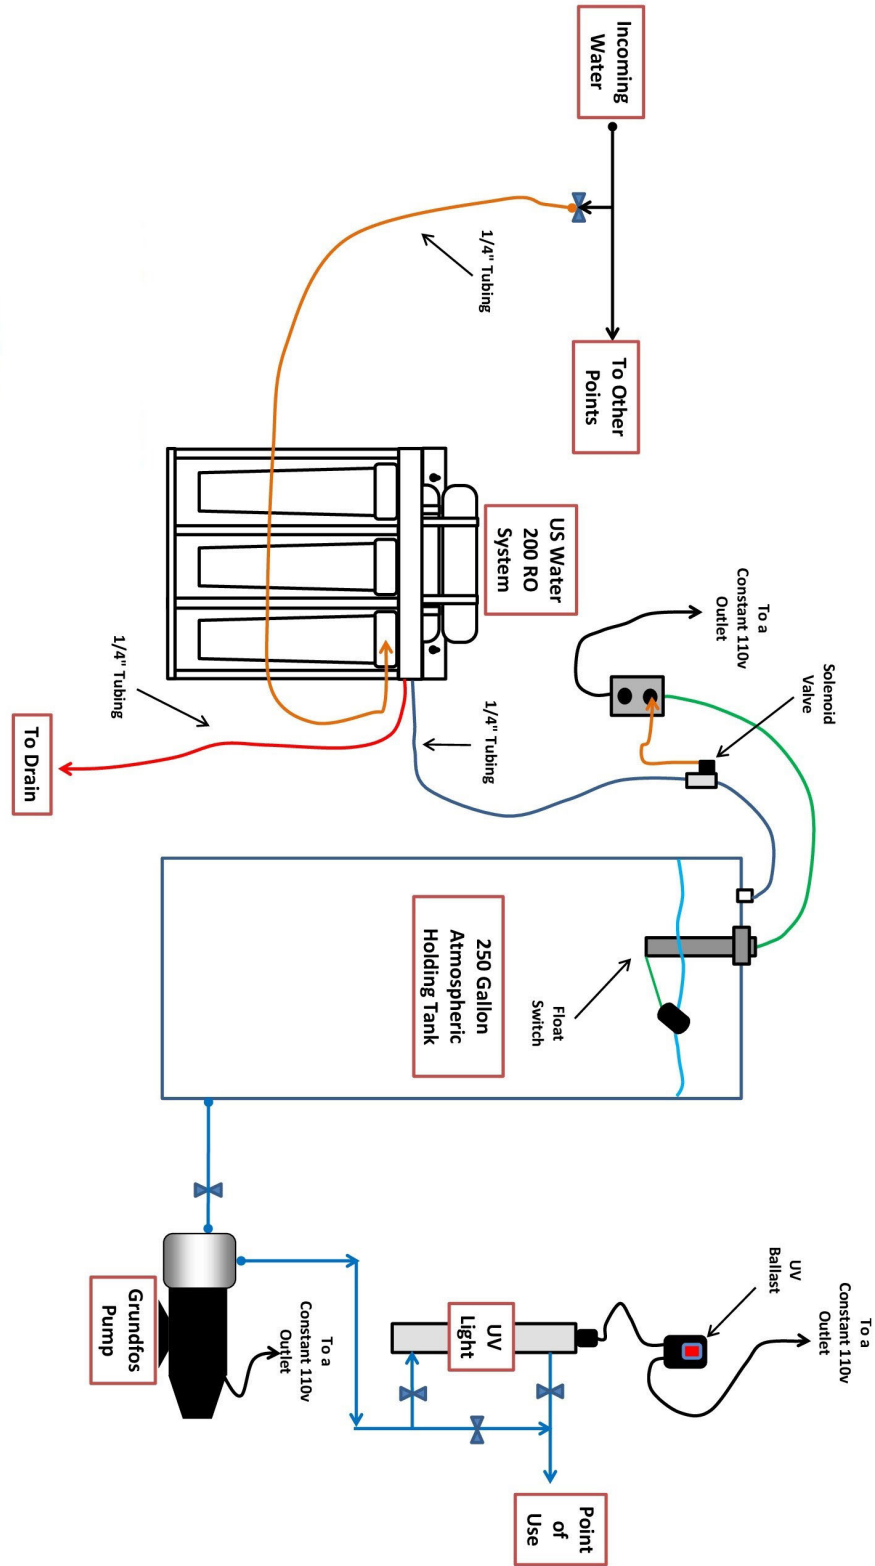 Incoming
Water
To Other
Points
1/4" Tubing
US Water
200 RO
System
To a
Constant 110v
Outlet
Solenoid
Valve
1/4" Tubing
1/4" Tubing
To Drain
250 Gallon
Atmospheric
Holding Tank
Float
Switch
Grundfos
Pump
To a
Constant 110v
Outlet
UV
Light
UV
Ballast
To a
Constant 110v
Outlet
Point
of
Use